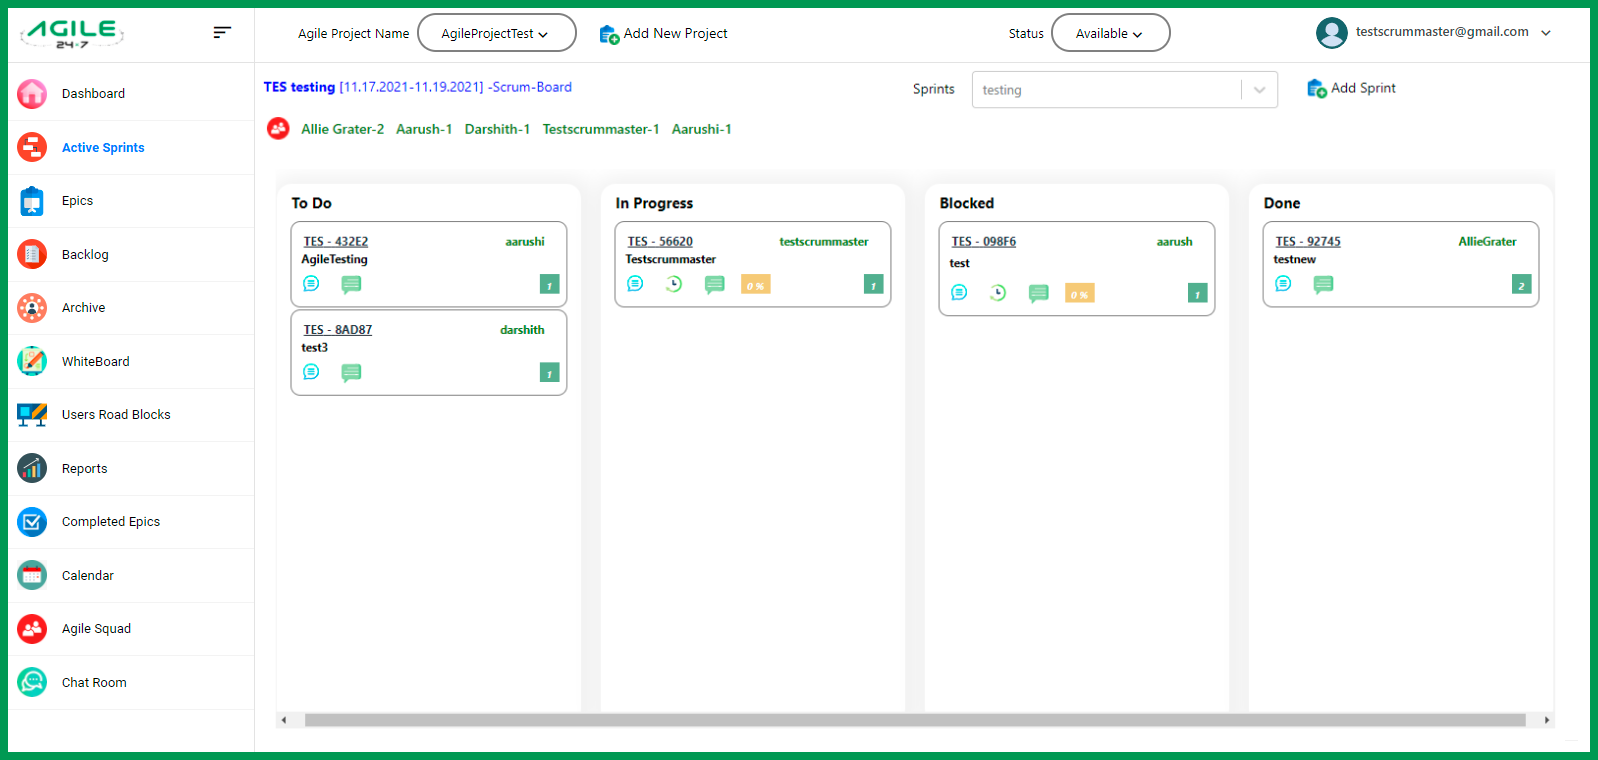 AGILE
24*7
Agile Project Name AgileProjectTest Add New Project Status Available testscrummaster@gmail.com
Dashboard
Active Sprints
Epics
Backlog
Archive
WhiteBoard
Users Road Blocks
Reports
Completed Epics
Calendar
Agile Squad
Chat Room
TES testing [11.17.2021-11.19.2021] -Scrum-Board Sprints testing Add Sprint
Allie Grater-2 Aarush-1 Darshith-1 Testscrummaster-1 Aarushi-1
To Do
TES - 432E2 aarushi
AgileTesting
1
TES - 8AD87 darshith
test3
1
In Progress
TES - 56620 testscrummaster
Testscrummaster
0 % 1
Blocked
TES - 098F6 aarush
test
0 % 1
Done
TES - 92745 AllieGrater
testnew
2